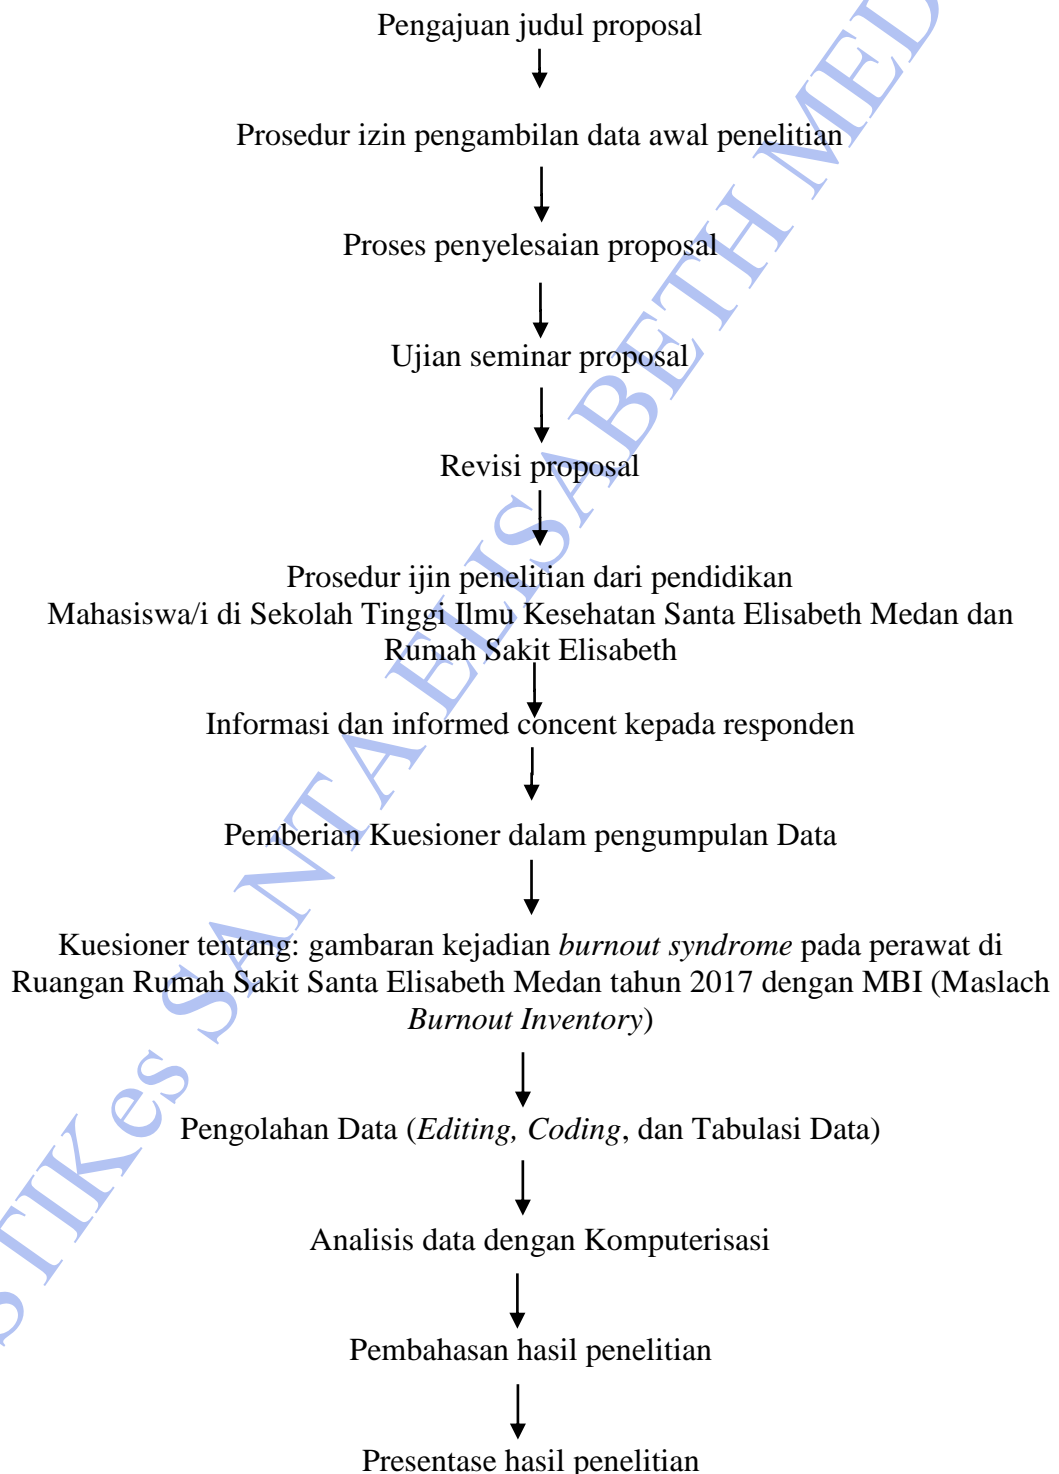 Pengajuan judul proposal
Prosedur izin pengambilan data awal penelitian
Proses penyelesaian proposal
Ujian seminar proposal
Revisi proposal
Prosedur ijin penelitian dari pendidikan
Mahasiswa/i di Sekolah Tinggi Ilmu Kesehatan Santa Elisabeth Medan dan
Rumah Sakit Elisabeth
Informasi dan informed concent kepada responden
Pemberian Kuesioner dalam pengumpulan Data
Kuesioner tentang: gambaran kejadian burnout syndrome pada perawat di
Ruangan Rumah Sakit Santa Elisabeth Medan tahun 2017 dengan MBI (Maslach
Burnout Inventory)
Pengolahan Data (Editing, Coding, dan Tabulasi Data)
Analisis data dengan Komputerisasi
Pembahasan hasil penelitian
Presentase hasil penelitian
STIKes SANTA ELISABETH MED